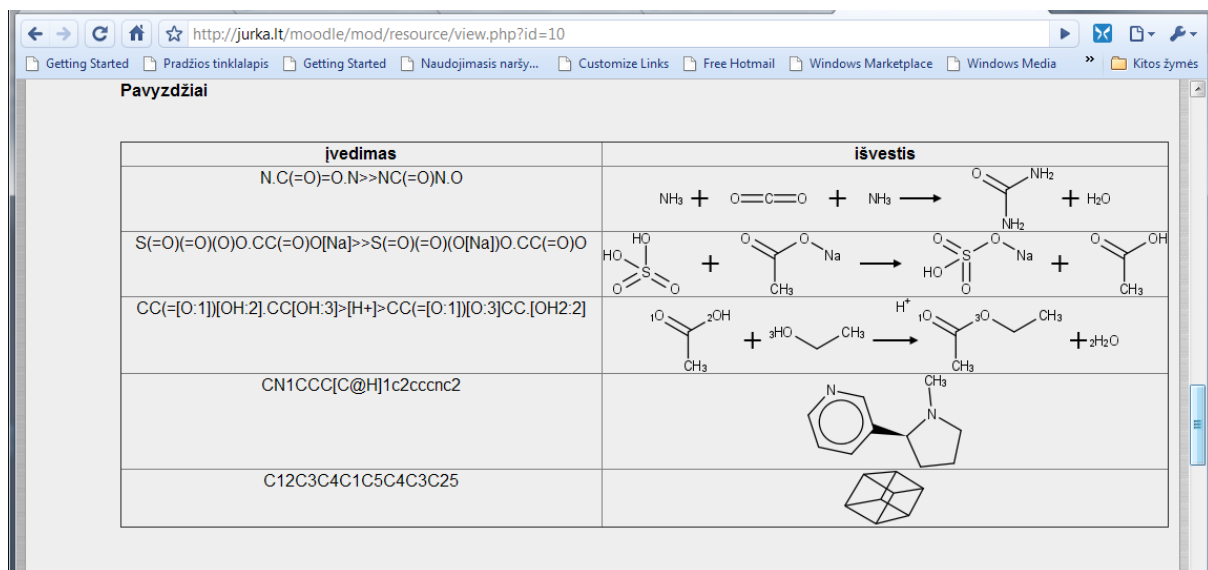 http://jurka.lt/moodle/mod/resource/view.php?id=10
Getting Started Pradžios tinklalapis Getting Started Naudojimasis naršy... Customize Links Free Hotmail Windows Marketplace Windows Media » Kitos žymės
Pavyzdžiai
įvedimas išvestis
N.C(=O)=O.N>>NC(=O)N.O
NH₃ + O C O + NH₃ O NH₂ NH₂ + H₂O
S(=O)(=O)(O)O.CC(=O)O[Na]>>S(=O)(=O)(O[Na])O.CC(=O)O
HO HO S O O + O O Na CH₃ O O Na S HO O + O OH CH₃
CC(=[O:1])[OH:2].CC[OH:3]>[H+]>CC(=[O:1])[O:3]CC.[OH2:2]
₁O ₂OH CH₃ + ₃HO CH₃ H⁺ ₁O ₃O CH₃ CH₃ + ₂H₂O
CN1CCC[C@H]1c2cccnc2
N CH₃ N
C12C3C4C1C5C4C3C25